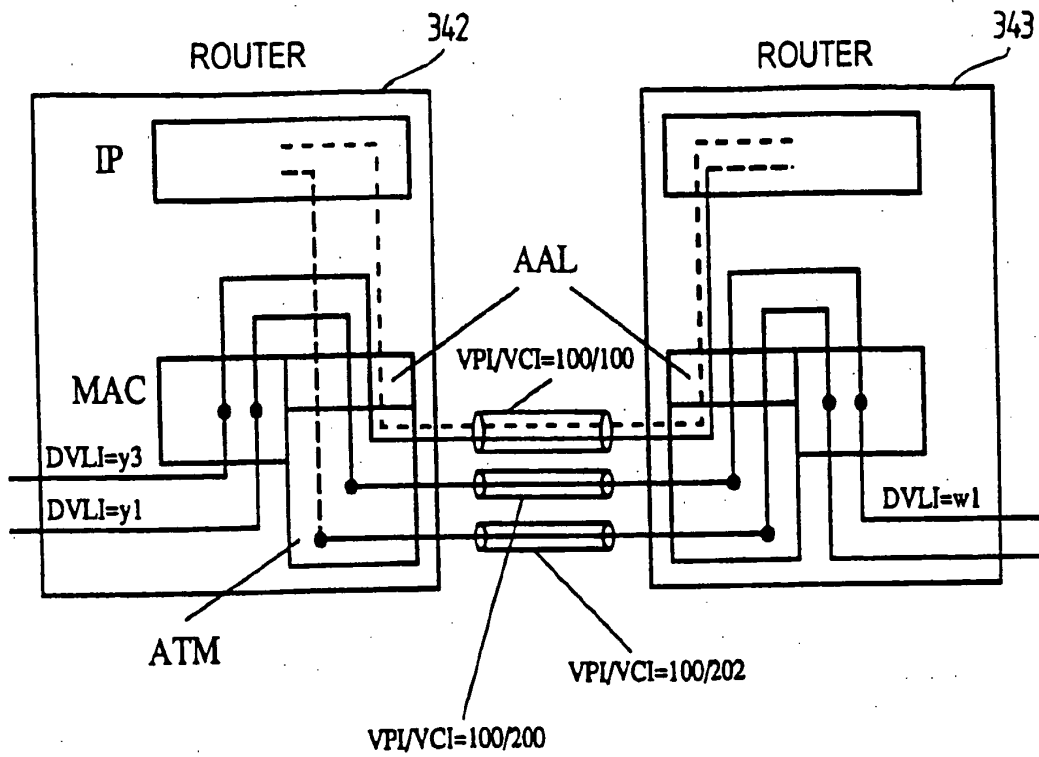 342
343
ROUTER
ROUTER
IP
AAL
VPI/VCI=100/100
MAC
DVLI=y3
DVLI=y1
DVLI=w1
ATM
VPI/VCI=100/202
VPI/VCI=100/200